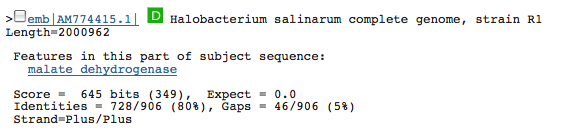 >emb|AM774415.1| D Halobacterium salinarum complete genome, strain R1
Length=2000962
Features in this part of subject sequence:
malate dehydrogenase
Score = 645 bits (349), Expect = 0.0
Identities = 728/906 (80%), Gaps = 46/906 (5%)
Strand=Plus/Plus